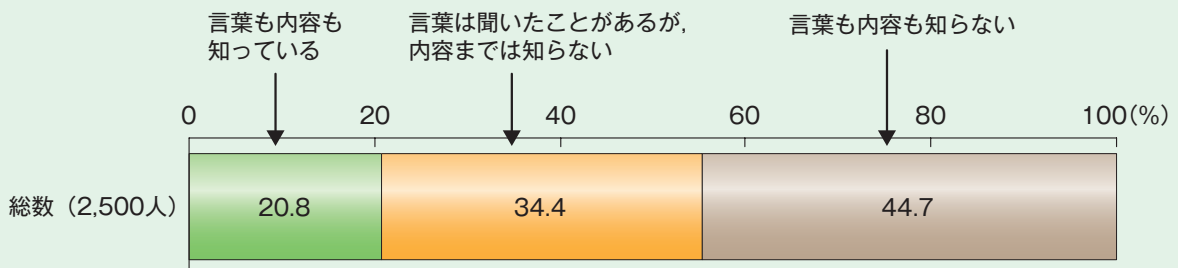 言葉も内容も
知っている
言葉は聞いたことがあるが,
内容までは知らない
言葉も内容も知らない
0 20 40 60 80 100(%)
総数（2,500人） 20.8 34.4 44.7